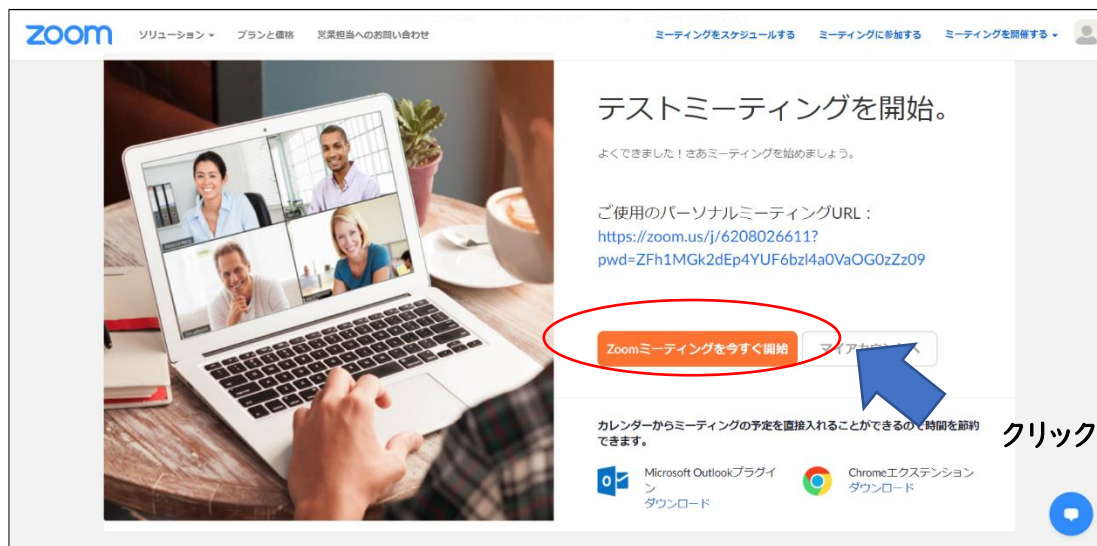 zoom ソリューション プランと価格 営業担当へのお問い合わせ ミーティングをスケジュールする ミーティングに参加する ミーティングを開催する
テストミーティングを開始。
よくできました！さあミーティングを始めましょう。
ご使用のパーソナルミーティングURL：
https://zoom.us/j/6208026611?
pwd=ZFh1MGk2dEp4YUF6bzl4a0VaOG0zZz09
Zoomミーティングを今すぐ開始
カレンダーからミーティングの予定を直接入れることができるので時間を節約
できます。
クリック
Microsoft Outlookプラグイ
ン
ダウンロード
Chromeエクステンション
ダウンロード